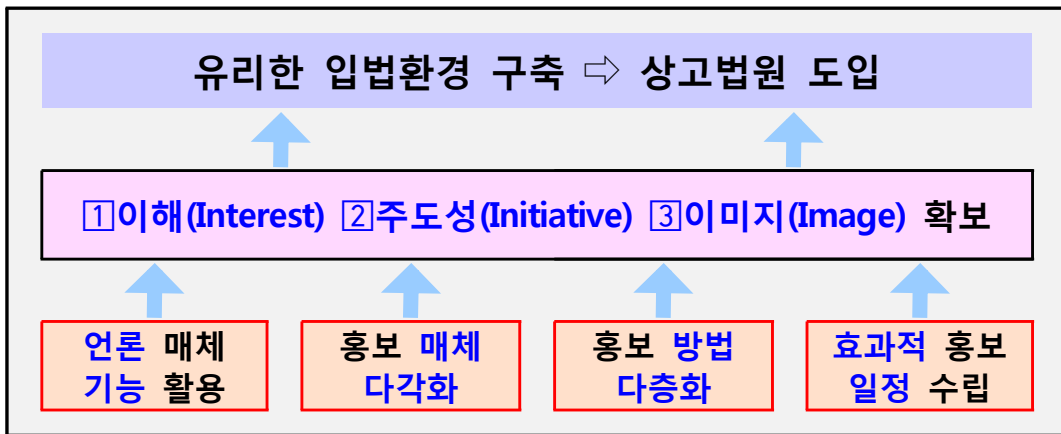 유리한 입법환경 구축 ⇨ 상고법원 도입
1이해(Interest) 2주도성(Initiative) 3이미지(Image) 확보
언론 매체
기능 활용
홍보 매체
다각화
홍보 방법
다층화
효과적 홍보
일정 수립